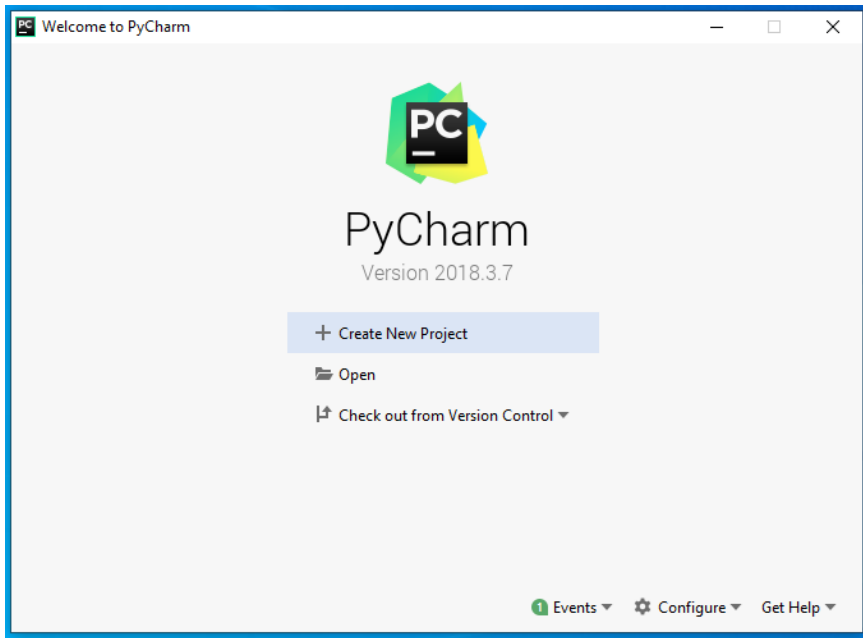 PC Welcome to PyCharm
PC
PyCharm
Version 2018.3.7
Create New Project
Open
Check out from Version Control
1 Events Configure Get Help